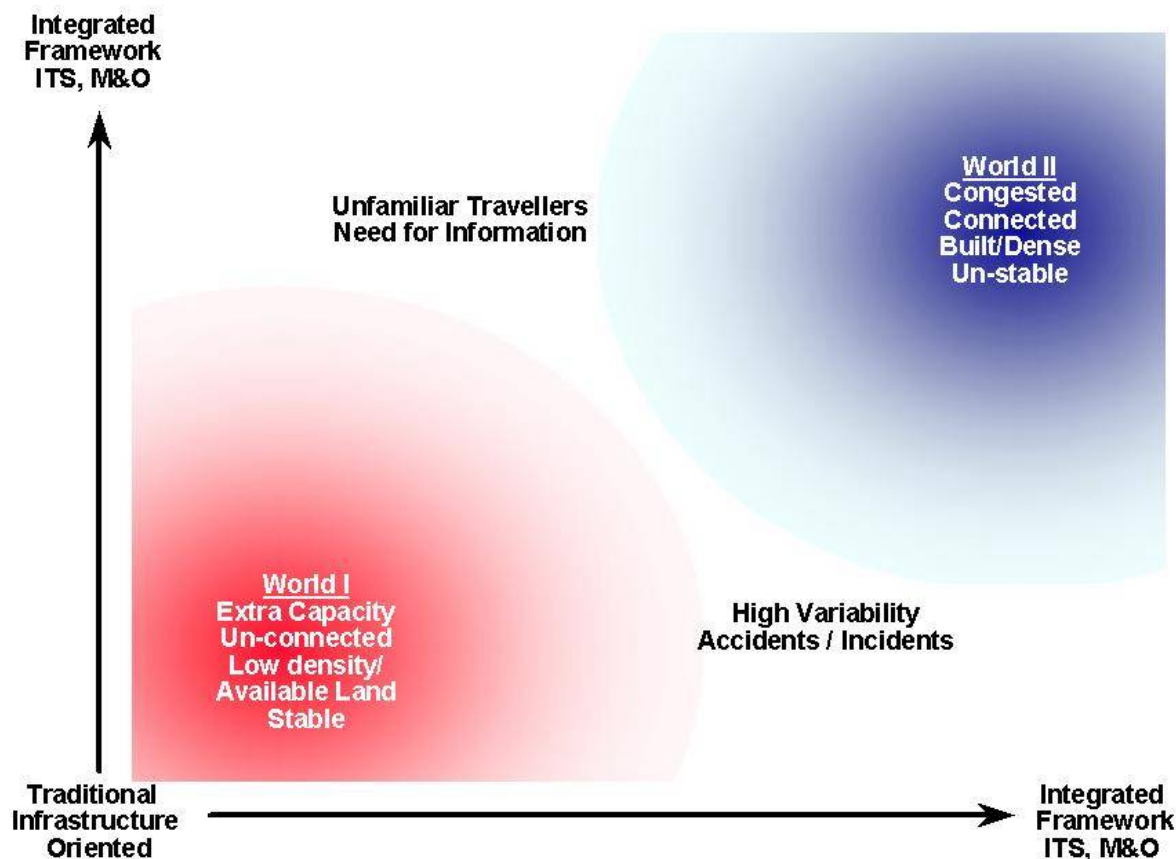 Integrated
Framework
ITS, M&O
World II
Congested
Connected
Built/Dense
Un-stable
Unfamiliar Travellers
Need for Information
World I
Extra Capacity
Un-connected
Low density/
Available Land
Stable
High Variability
Accidents / Incidents
Traditional
Infrastructure
Oriented
Integrated
Framework
ITS, M&O